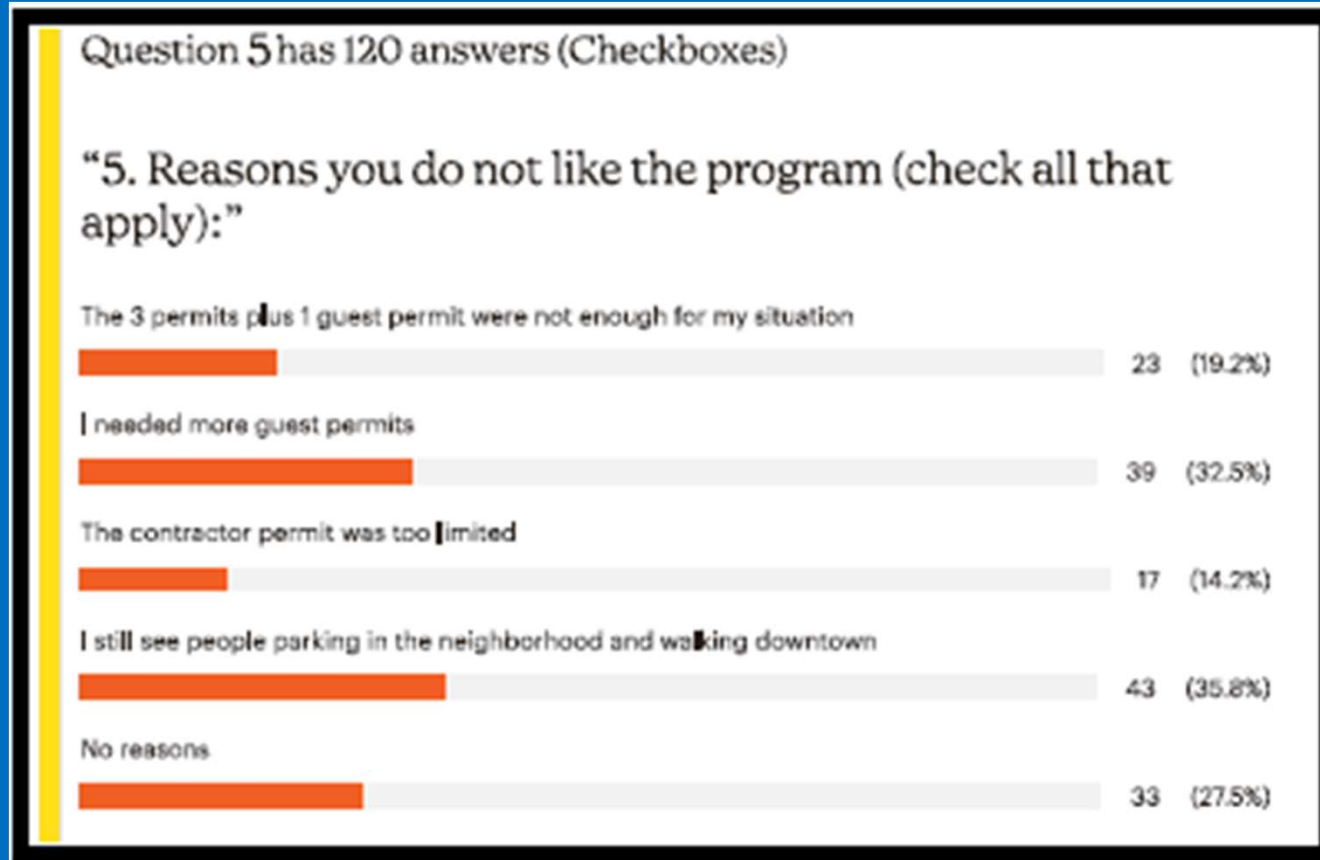 Question 5 has 120 answers (Checkboxes)
“5. Reasons you do not like the program (check all that
apply):”
The 3 permits plus 1 guest permit were not enough for my situation
23 (19.2%)
I needed more guest permits
39 (32.5%)
The contractor permit was too limited
17 (14.2%)
I still see people parking in the neighborhood and walking downtown
43 (35.8%)
No reasons
33 (27.5%)